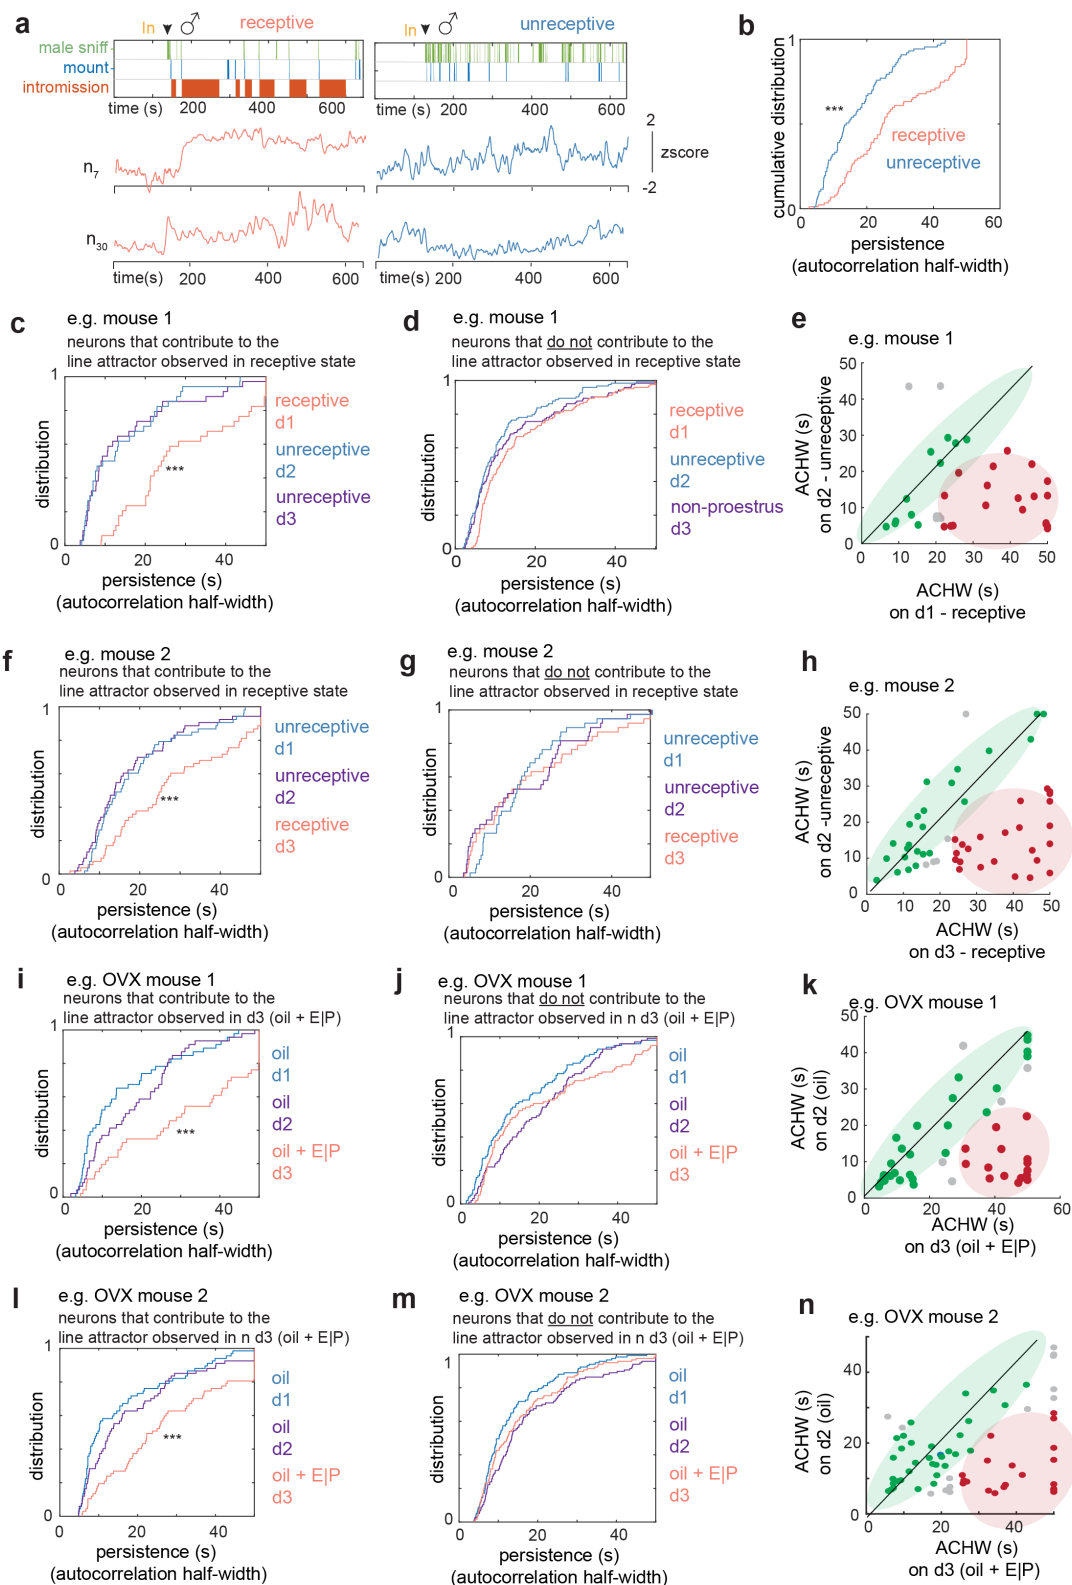 a
In ♂ receptive
In ♂ unreceptive
male sniff
mount
intromission
time (s) 200 400 600
time (s) 200 400 600
n7
2
zscore
-2
200 400 600
n30
time(s) 200 400 600
time(s) 200 400 600
b
cumulative distribution
1
0
***
receptive
unreceptive
20 40 60
persistence
(autocorrelation half-width)
c
e.g. mouse 1
neurons that contribute to the
line attractor observed in receptive state
distribution
1
0
receptive
d1
unreceptive
d2
unreceptive
d3
***
0 20 40
persistence (s)
(autocorrelation half-width)
d
e.g. mouse 1
neurons that do not contribute to the
line attractor observed in receptive state
distribution
1
0
receptive
d1
unreceptive
d2
non-proestrus
d3
0 20 40
persistence (s)
(autocorrelation half-width)
e
e.g. mouse 1
ACHW (s)
on d2 - unreceptive
50
40
30
20
10
0
0 10 20 30 40 50
ACHW (s)
on d1 - receptive
f
e.g. mouse 2
neurons that contribute to the
line attractor observed in receptive state
distribution
1
0
unreceptive
d1
unreceptive
d2
receptive
d3
***
0 20 40
persistence (s)
(autocorrelation half-width)
g
e.g. mouse 2
neurons that do not contribute to the
line attractor observed in receptive state
distribution
1
0
unreceptive
d1
unreceptive
d2
receptive
d3
0 20 40
persistence (s)
(autocorrelation half-width)
h
e.g. mouse 2
ACHW (s)
on d2 -unreceptive
50
40
30
20
10
0
0 10 20 30 40 50
ACHW (s)
on d3 - receptive
i
e.g. OVX mouse 1
neurons that contribute to the
line attractor observed in d3 (oil + E|P)
distribution
1
0
oil
d1
oil
d2
oil + E|P
d3
***
0 20 40
persistence (s)
(autocorrelation half-width)
j
e.g. OVX mouse 1
neurons that do not contribute to the
line attractor observed in n d3 (oil + E|P)
distribution
1
0
oil
d1
oil
d2
oil + E|P
d3
0 20 40
persistence (s)
(autocorrelation half-width)
k
e.g. OVX mouse 1
ACHW (s)
on d2 (oil)
50
40
30
20
10
0
0 20 40 60
ACHW (s)
on d3 (oil + E|P)
l
e.g. OVX mouse 2
neurons that contribute to the
line attractor observed in n d3 (oil + E|P)
distribution
1
0
oil
d1
oil
d2
oil + E|P
d3
***
0 20 40
persistence (s)
(autocorrelation half-width)
m
e.g. OVX mouse 2
neurons that do not contribute to the
line attractor observed in n d3 (oil + E|P)
distribution
1
0
oil
d1
oil
d2
oil + E|P
d3
0 20 40
persistence (s)
(autocorrelation half-width)
n
e.g. OVX mouse 2
ACHW (s)
on d2 (oil)
40
20
0
0 20 40
ACHW (s)
on d3 (oil + E|P)